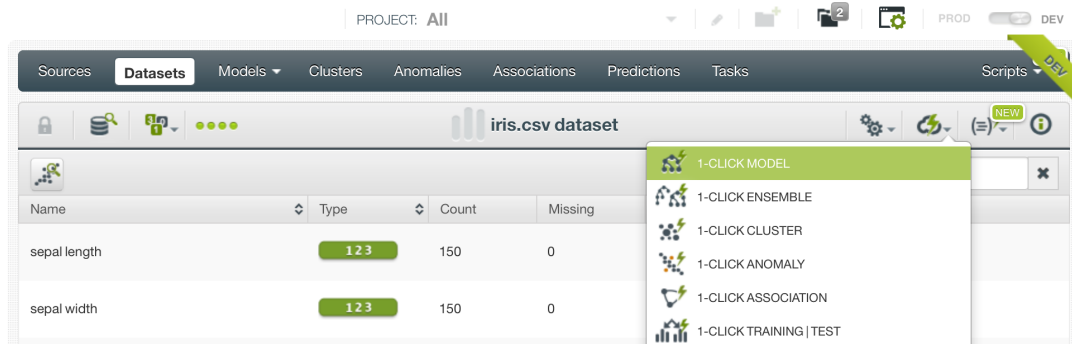 PROJECT: All
2
PROD
DEV
Sources Datasets Models Clusters Anomalies Associations Predictions Tasks Scripts
DEV
iris.csv dataset
NEW
1-CLICK MODEL
Name Type Count Missing
1-CLICK ENSEMBLE
1-CLICK CLUSTER
sepal length 123 150 0
1-CLICK ANOMALY
1-CLICK ASSOCIATION
sepal width 123 150 0
1-CLICK TRAINING | TEST